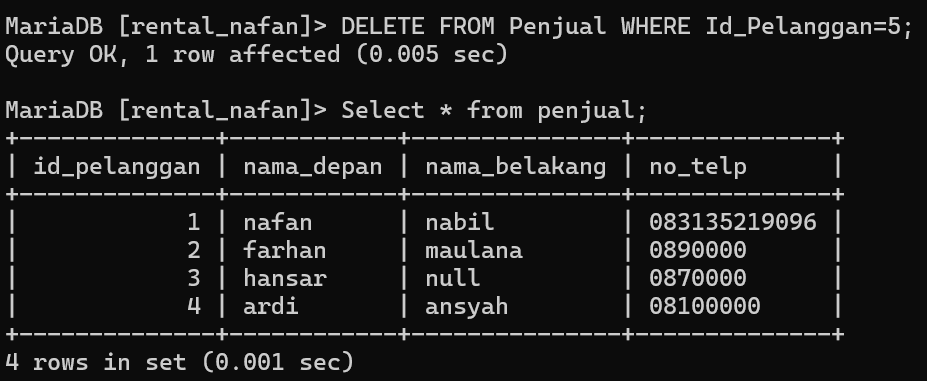 MariaDB [rental_nafan]> DELETE FROM Penjual WHERE Id_Pelanggan=5;
Query OK, 1 row affected (0.005 sec)

MariaDB [rental_nafan]> Select * from penjual;
+--------------+------------+---------------+--------------+
| id_pelanggan | nama_depan | nama_belakang | no_telp      |
+--------------+------------+---------------+--------------+
|            1 | nafan      | nabil         | 083135219096 |
|            2 | farhan     | maulana       | 0890000      |
|            3 | hansar     | null          | 0870000      |
|            4 | ardi       | ansyah        | 08100000     |
+--------------+------------+---------------+--------------+
4 rows in set (0.001 sec)